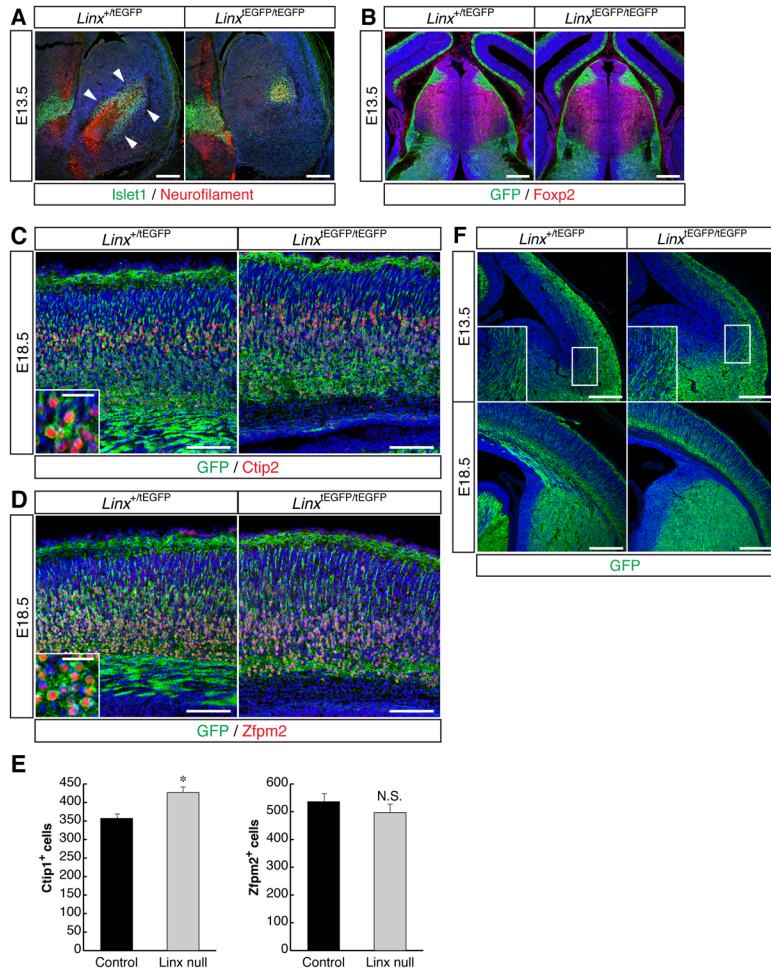 A
Linx+/tEGFP
LinxtEGFP/tEGFP
E13.5
Islet1 / Neurofilament
B
Linx+/tEGFP
LinxtEGFP/tEGFP
E13.5
GFP / Foxp2
C
Linx+/tEGFP
LinxtEGFP/tEGFP
E18.5
GFP / Ctip2
D
Linx+/tEGFP
LinxtEGFP/tEGFP
E18.5
GFP / Zfpm2
F
Linx+/tEGFP
LinxtEGFP/tEGFP
E13.5
E18.5
GFP
E
Ctip1+ cells
450
400
350
300
250
200
150
100
50
0
*
Control
Linx null
Zfpm2+ cells
600
500
400
300
200
100
0
N.S.
Control
Linx null